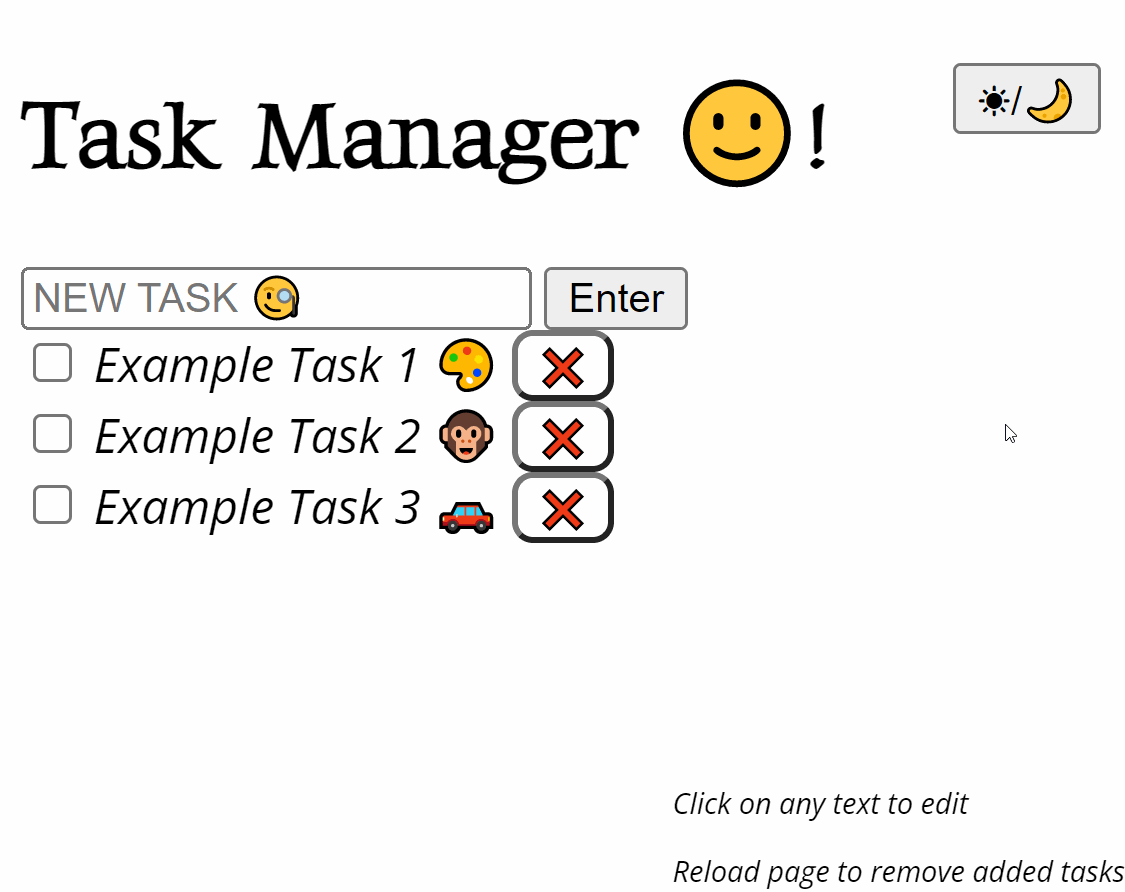 Task Manager 🙂!
☀/🌙
NEW TASK 🧐
Enter
Example Task 1 🎨 ❌
Example Task 2 🐵 ❌
Example Task 3 🚗 ❌
Click on any text to edit
Reload page to remove added tasks